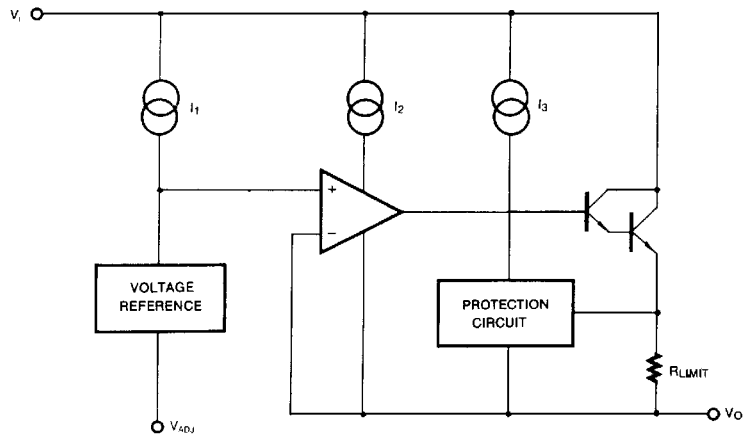 Vi
I1
I2
I3
+
−
VOLTAGE
REFERENCE
PROTECTION
CIRCUIT
RLIMIT
VO
VADJ